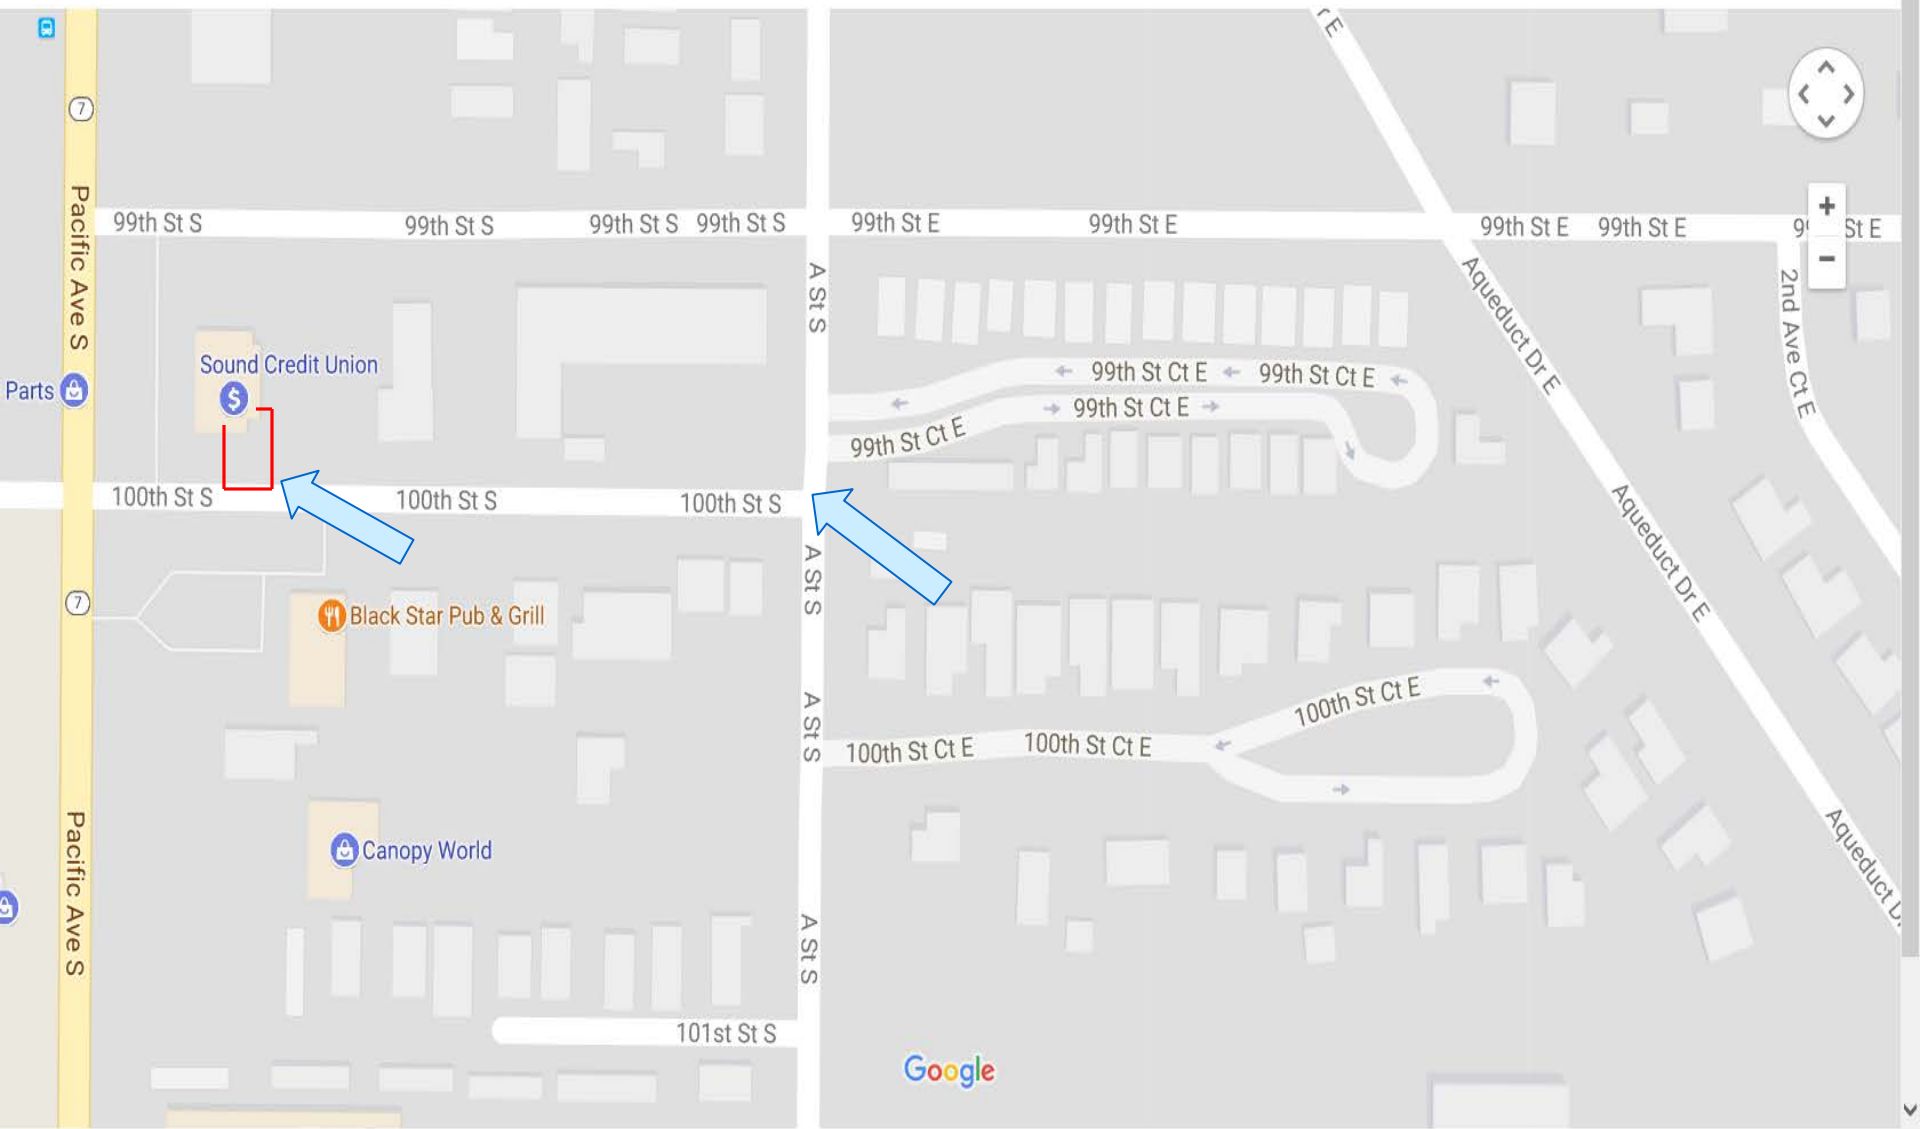 r E
7
Pacific Ave S
99th St S
99th St S
99th St S
99th St S
99th St E
99th St E
99th St E
99th St E
St E
+
−
A St S
Aqueduct Dr E
2nd Ave Ct E
Sound Credit Union
$
Parts
99th St Ct E
99th St Ct E
99th St Ct E
99th St Ct E
100th St S
100th St S
100th St S
Aqueduct Dr E
A St S
7
Black Star Pub & Grill
100th St Ct E
A St S
100th St Ct E
100th St Ct E
Pacific Ave S
Canopy World
Aqueduct
A St S
101st St S
Google